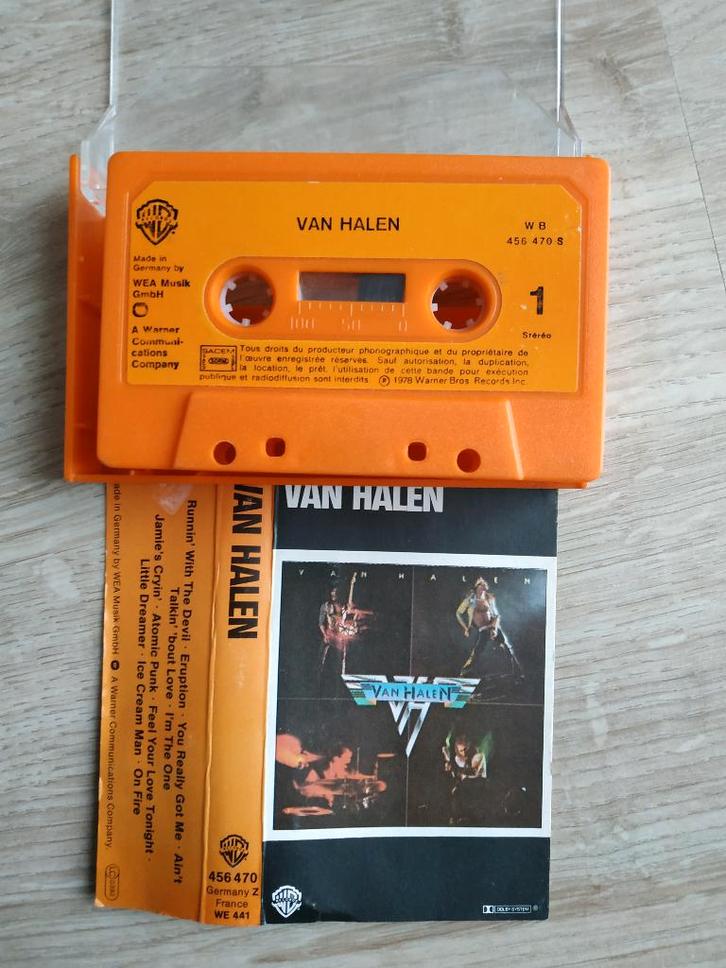 VAN HALEN
W B
456 470 S
Made in
Germany by
WEA Musik
GmbH
A Warner
Communi-
cations
Company
1
Stéréo
100 50 0
SACEM
Tous droits du producteur phonographique et du propriétaire de
l'œuvre enregistrée réservés. Sauf autorisation, la duplication,
la location, le prêt, l'utilisation de cette bande pour exécution
publique et radiodiffusion sont interdits. ℗ 1978 Warner Bros. Records Inc.
VAN HALEN
VAN HALEN
VAN HALEN
VAN HALEN
Runnin' With The Devil · Eruption · You Really Got Me · Ain't
Talkin' 'bout Love · I'm The One
Jamie's Cryin' · Atomic Punk · Feel Your Love Tonight ·
Little Dreamer · Ice Cream Man · On Fire
ade in Germany by WEA Musik GmbH A Warner Communications Company.
456 470
Germany Z
France
WE 441
DOLBY SYSTEM ®